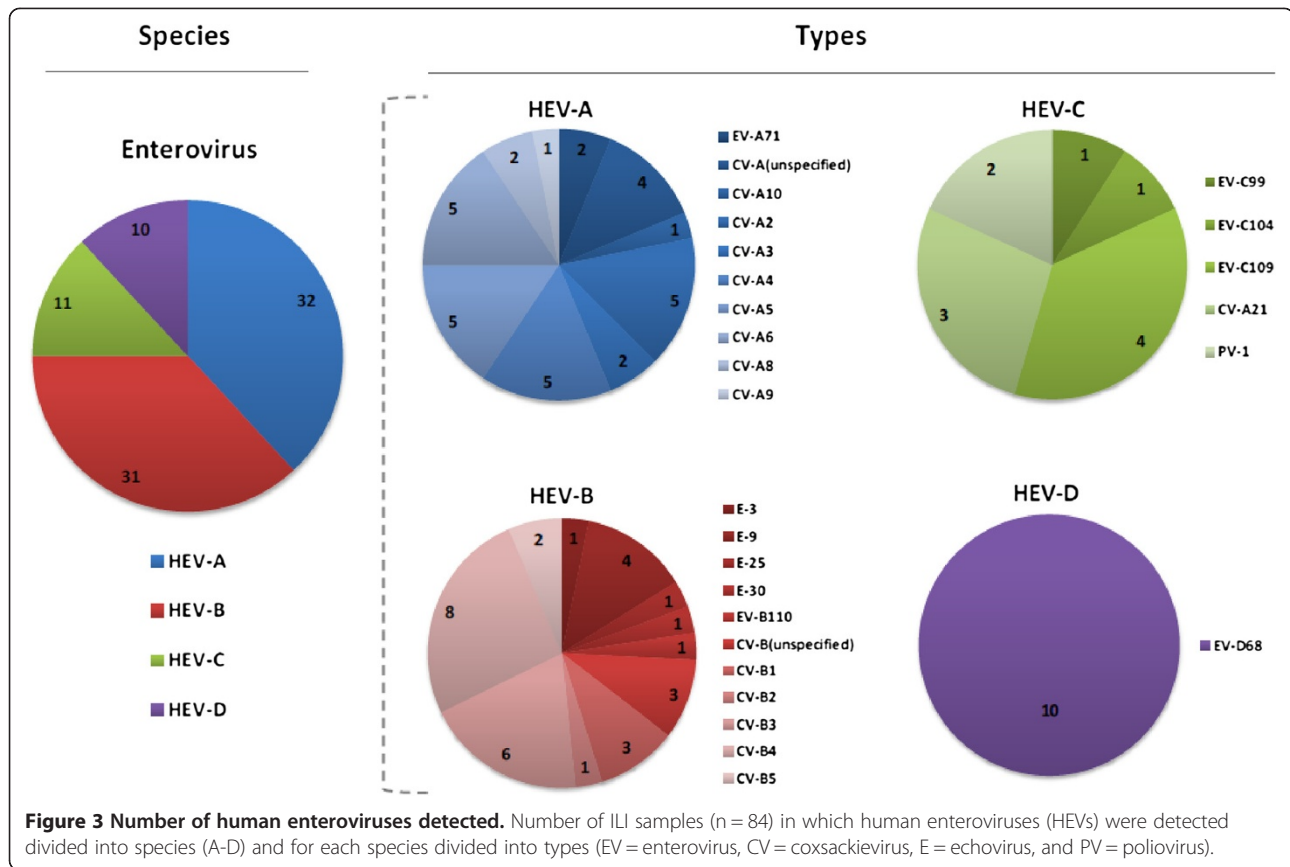 Species
Types
Enterovirus
10
32
11
31
HEV-A
HEV-B
HEV-C
HEV-D
HEV-A
1
2
2
4
5
1
5
5
2
5
EV-A71
CV-A(unspecified)
CV-A10
CV-A2
CV-A3
CV-A4
CV-A5
CV-A6
CV-A8
CV-A9
HEV-C
1
2
1
3
4
EV-C99
EV-C104
EV-C109
CV-A21
PV-1
HEV-B
2
1
4
1
8
1
1
3
3
6
1
E-3
E-9
E-25
E-30
EV-B110
CV-B(unspecified)
CV-B1
CV-B2
CV-B3
CV-B4
CV-B5
HEV-D
10
EV-D68
Figure 3 Number of human enteroviruses detected. Number of ILI samples (n = 84) in which human enteroviruses (HEVs) were detected
divided into species (A-D) and for each species divided into types (EV = enterovirus, CV = coxsackievirus, E = echovirus, and PV = poliovirus).